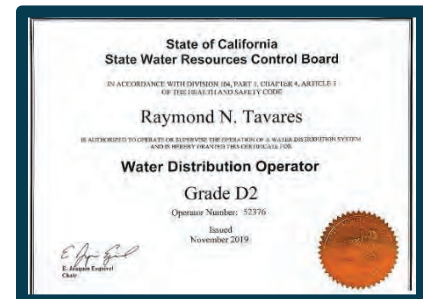 State of California
State Water Resources Control Board
IN ACCORDANCE WITH DIVISION 104, PART 1, CHAPTER 4, ARTICLE 3
OF THE HEALTH AND SAFETY CODE
Raymond N. Tavares
IS AUTHORIZED TO OPERATE OR SUPERVISE THE OPERATION OF A WATER DISTRIBUTION SYSTEM
AND IS HEREBY GRANTED THIS CERTIFICATE FOR
Water Distribution Operator
Grade D2
Operator Number: 52376
Issued
November 2019
E. Joaquin Esquivel
Chair